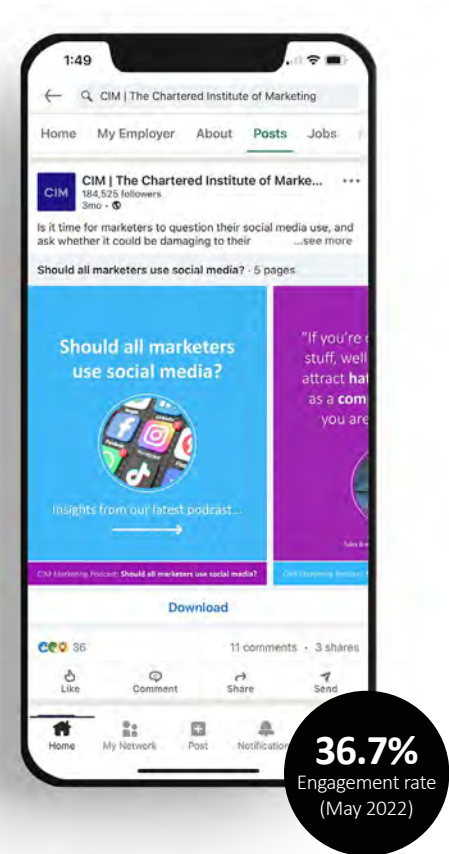 1:49
CIM | The Chartered Institute of Marketing
Home My Employer About Posts Jobs
CIM
CIM | The Chartered Institute of Marke...
184,525 followers
3mo •
Is it time for marketers to question their social media use, and
ask whether it could be damaging to their ...see more
Should all marketers use social media? · 5 pages
Should all marketers
use social media?
Insights from our latest podcast...
CIM Marketing Podcast: Should all marketers use social media?
"If you're
stuff, well
attract
as a
you are
Download
36
11 comments · 3 shares
Like Comment Share Send
Home My Network Post
36.7%
Engagement rate
(May 2022)